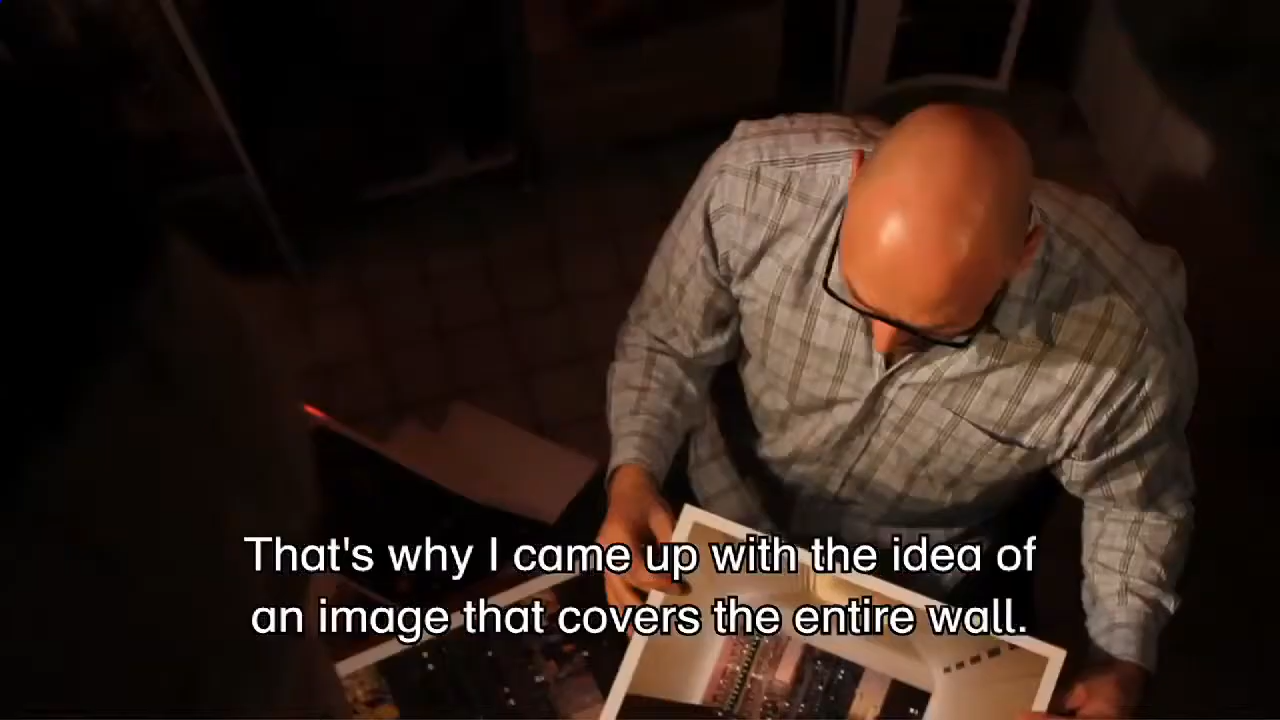 That's why I came up with the idea of
an image that covers the entire wall.